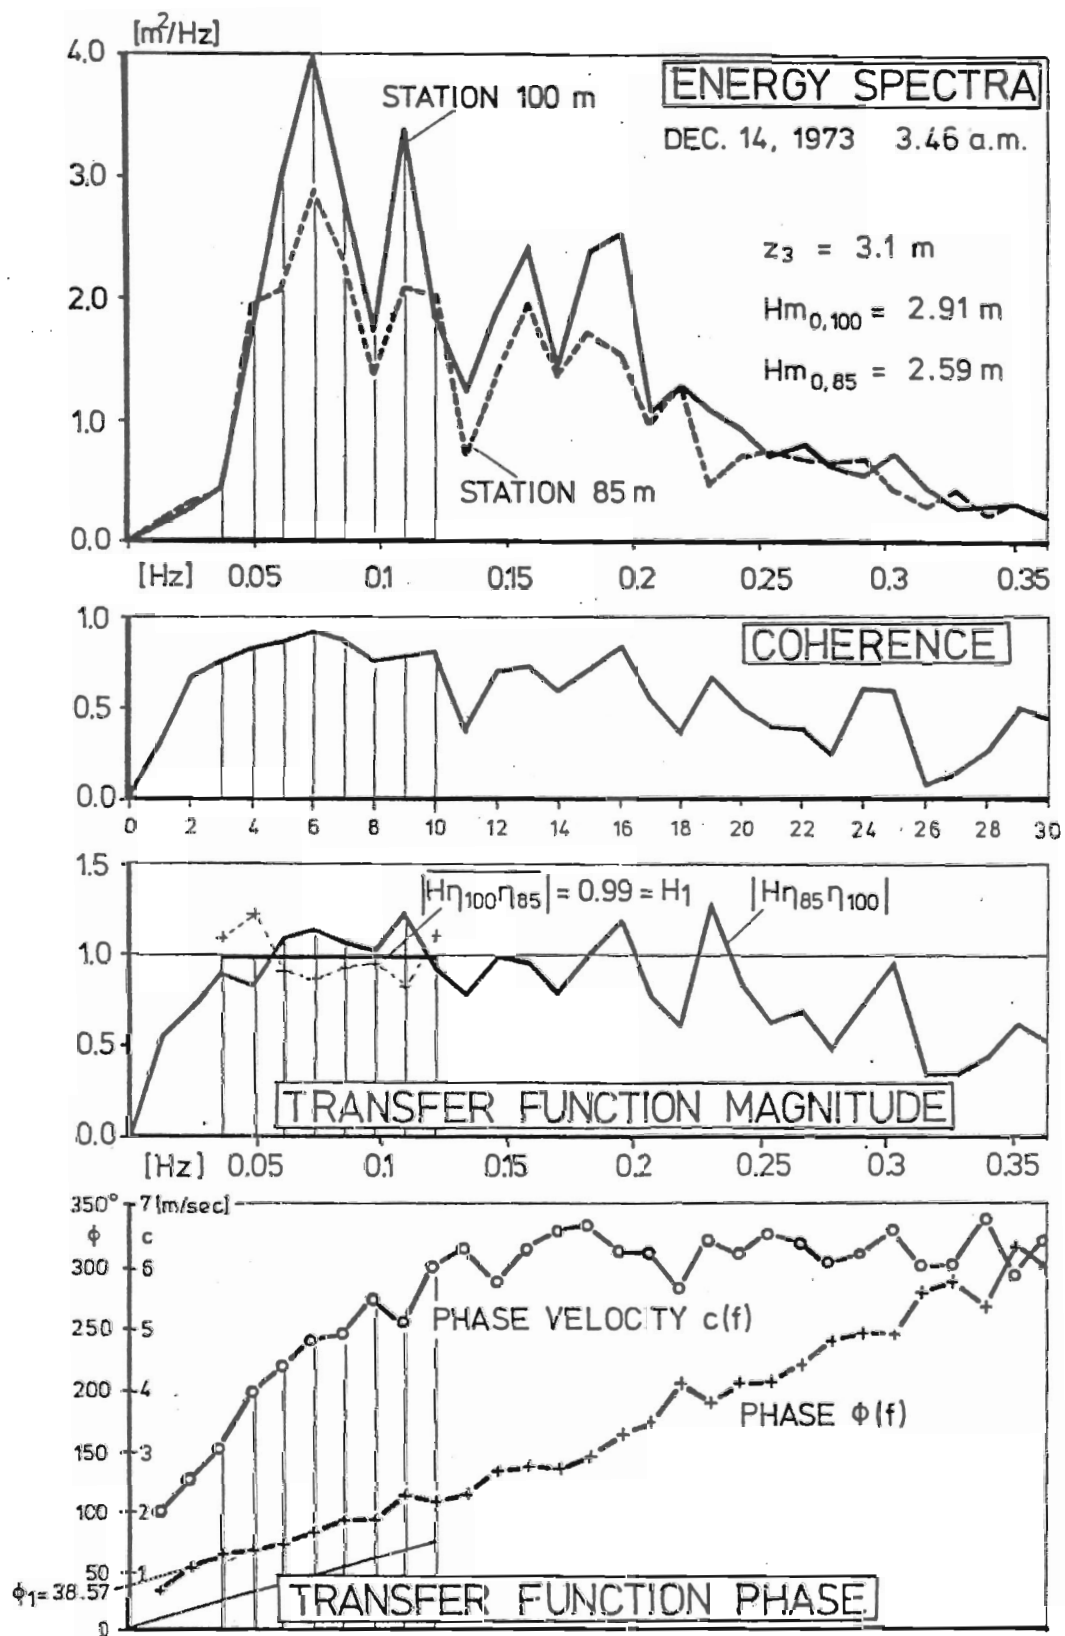 [m²/Hz]
4.0
3.0
2.0
1.0
0.0
STATION 100 m
ENERGY SPECTRA
DEC. 14, 1973 3.46 a.m.
z₃ = 3.1 m
Hm₀,₁₀₀ = 2.91 m
Hm₀,₈₅ = 2.59 m
STATION 85 m
[Hz] 0.05 0.1 0.15 0.2 0.25 0.3 0.35
1.0
0.5
0.0
COHERENCE
0 2 4 6 8 10 12 14 16 18 20 22 24 26 28 30
1.5
1.0
0.5
0.0
|Hη₁₀₀η₈₅| = 0.99 = H1
|Hη₈₅η₁₀₀|
TRANSFER FUNCTION MAGNITUDE
[Hz] 0.05 0.1 0.15 0.2 0.25 0.3 0.35
350° 7 [m/sec]
ϕ c
300 6
250 5
200 4
150 3
100 2
50 1
ϕ₁ = 38.57
0
PHASE VELOCITY c(f)
PHASE ϕ(f)
TRANSFER FUNCTION PHASE